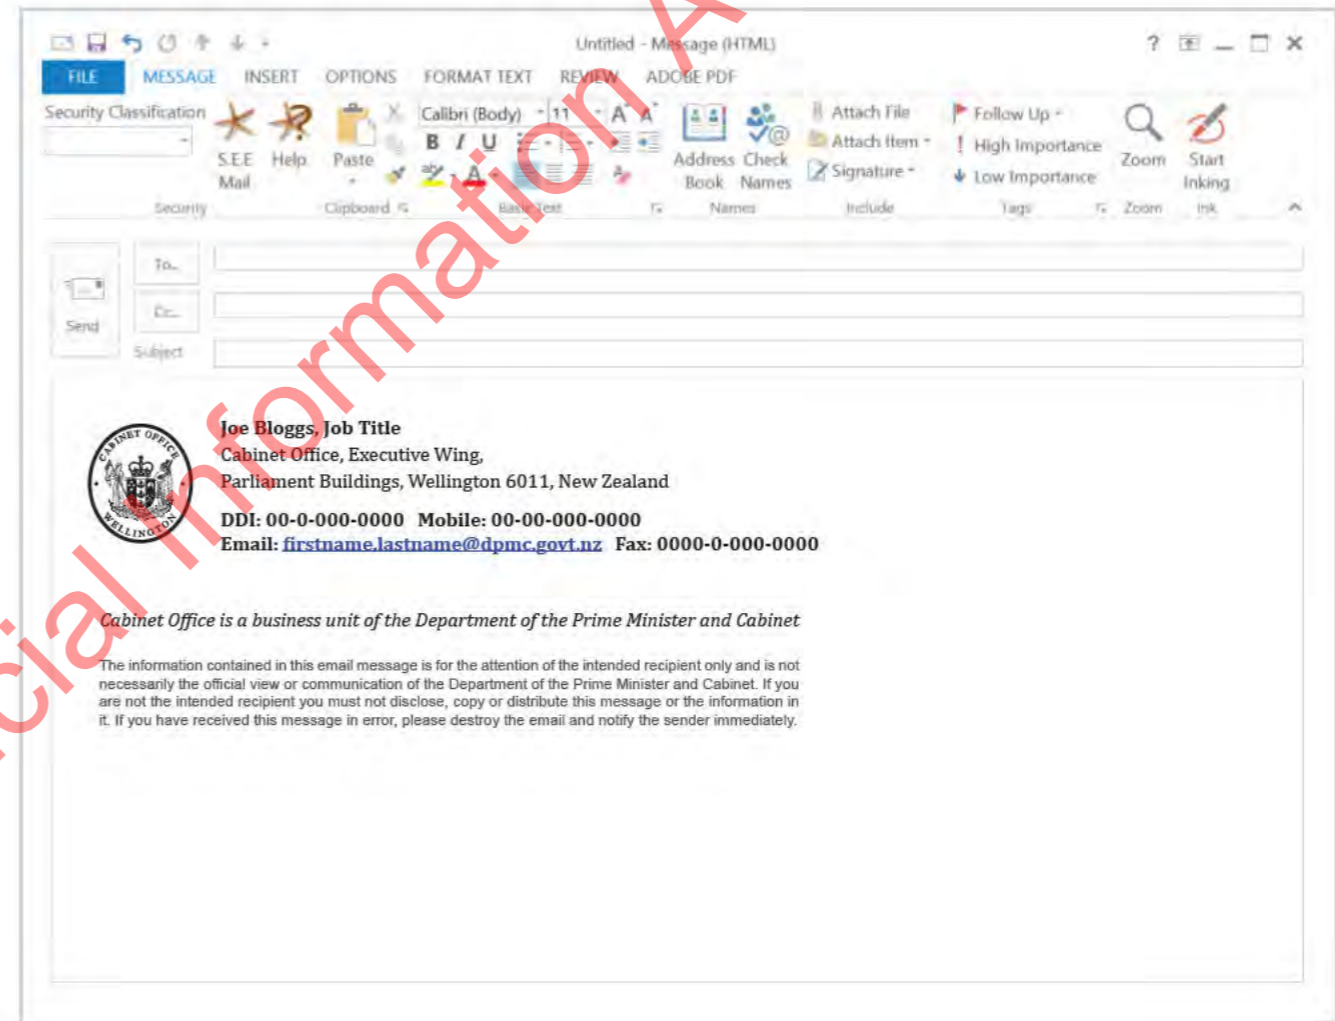 Untitled - Message (HTML)
?
FILE MESSAGE INSERT OPTIONS FORMAT TEXT REVIEW ADOBE PDF
Security Classification
S.E.E Mail
Help
Paste
Calibri (Body) 11 A A
B I U
Address Book
Check Names
Attach File
Attach Item
Signature
Follow Up
High Importance
Low Importance
Zoom
Start Inking
Security Clipboard Basic Text Names Include Tags Zoom Ink
To...
Cc...
Send
Subject
CABINET OFFICE
WELLINGTON
Joe Bloggs, Job Title
Cabinet Office, Executive Wing,
Parliament Buildings, Wellington 6011, New Zealand
DDI: 00-0-000-0000 Mobile: 00-00-000-0000
Email: firstname.lastname@dpmc.govt.nz Fax: 0000-0-000-0000
Cabinet Office is a business unit of the Department of the Prime Minister and Cabinet
The information contained in this email message is for the attention of the intended recipient only and is not
necessarily the official view or communication of the Department of the Prime Minister and Cabinet. If you
are not the intended recipient you must not disclose, copy or distribute this message or the information in
it. If you have received this message in error, please destroy the email and notify the sender immediately.
cial Information A